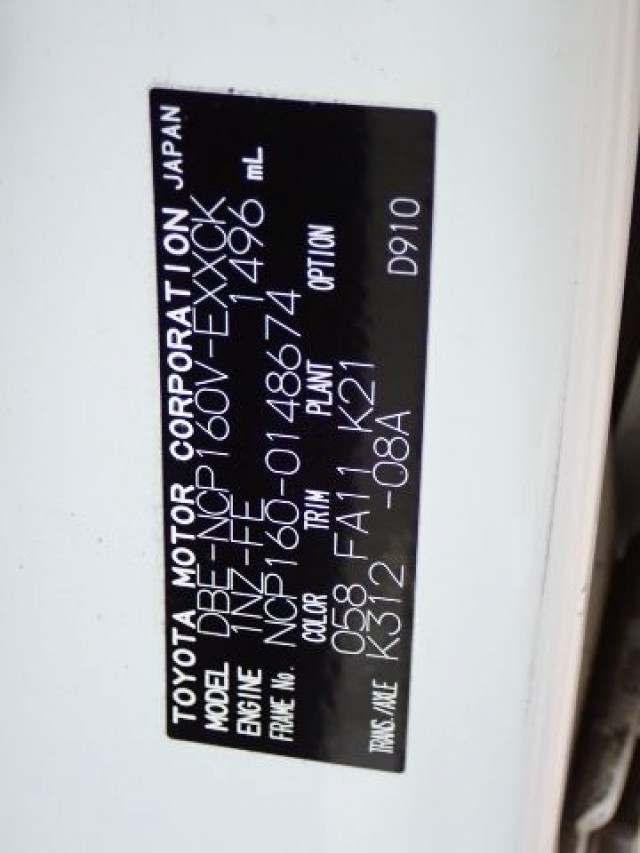 TOYOTA MOTOR CORPORATION JAPAN
MODEL DBE-NCP160V-EXXCK
ENGINE 1NZ-FE 1496 mL
FRAME No. NCP160-0148674
COLOR TRIM PLANT OPTION
058 FA11 K21
TRANS./AXLE K312 -08A D910